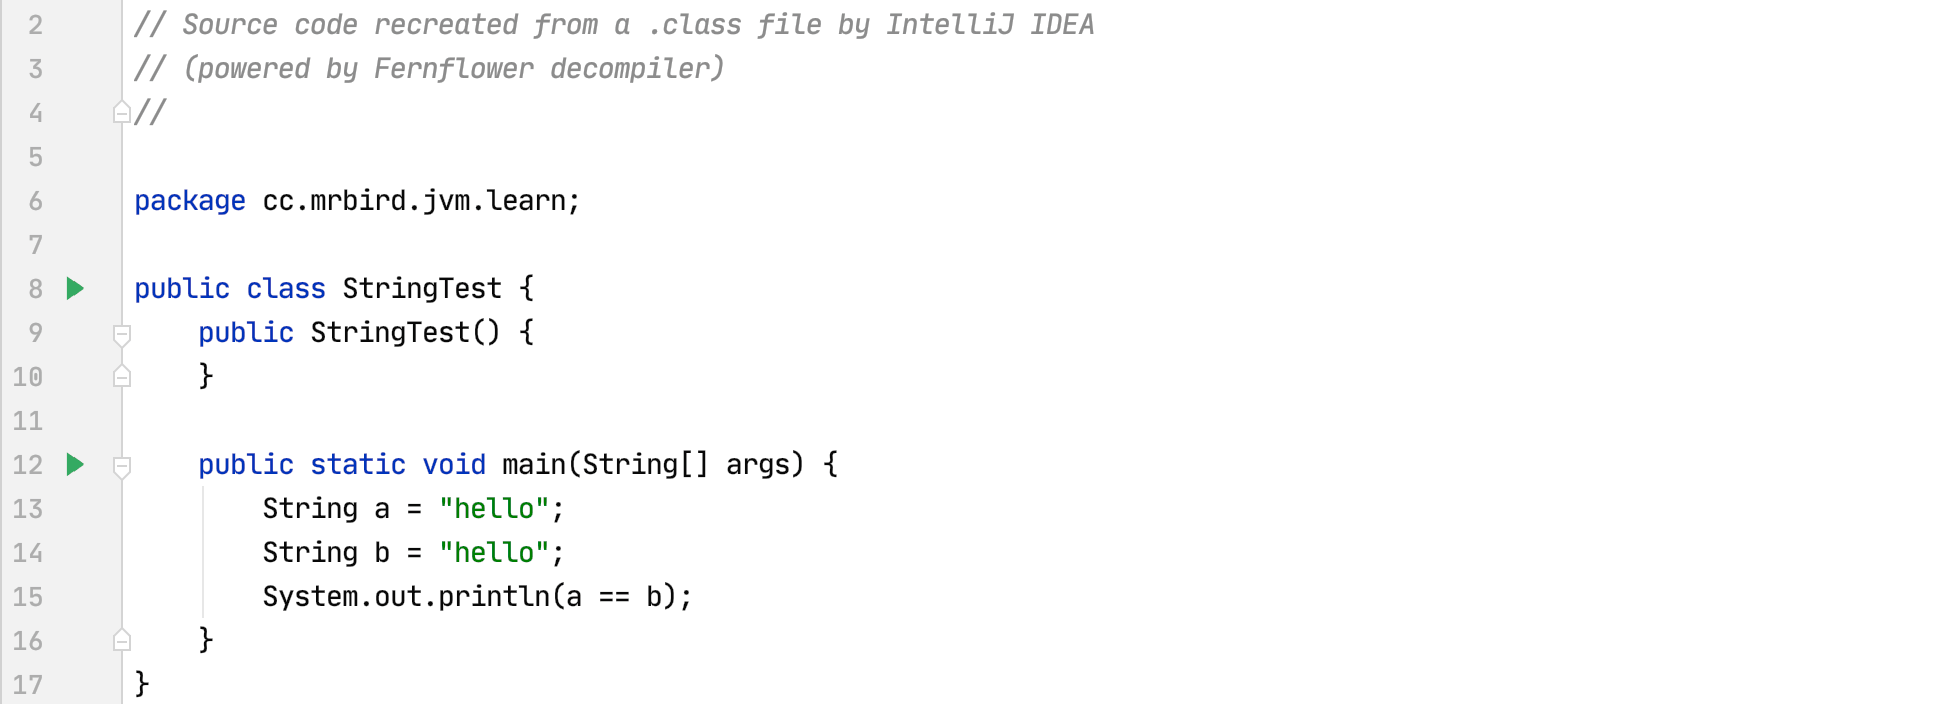 2 // Source code recreated from a .class file by IntelliJ IDEA
3 // (powered by Fernflower decompiler)
4 //
5
6 package cc.mrbird.jvm.learn;
7
8 public class StringTest {
9     public StringTest() {
10     }
11
12     public static void main(String[] args) {
13         String a = "hello";
14         String b = "hello";
15         System.out.println(a == b);
16     }
17 }